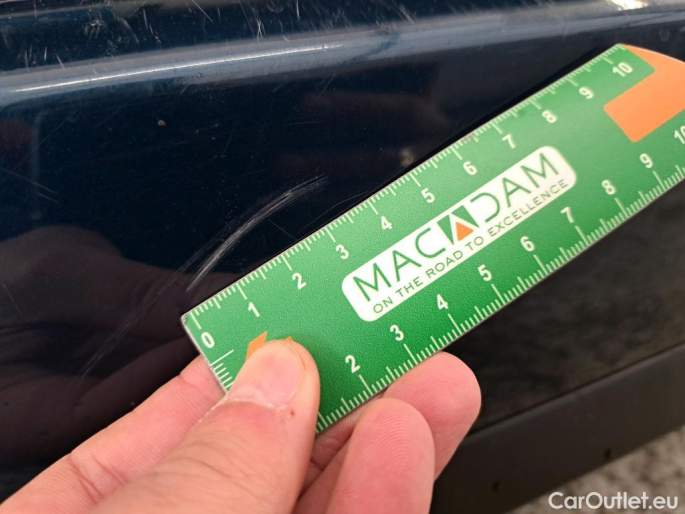 0 1 2 3 4 5 6 7 8 9 10
MACADAM
ON THE ROAD TO EXCELLENCE
2 3 4 5 6 7 8 9 10
CarOutlet.eu